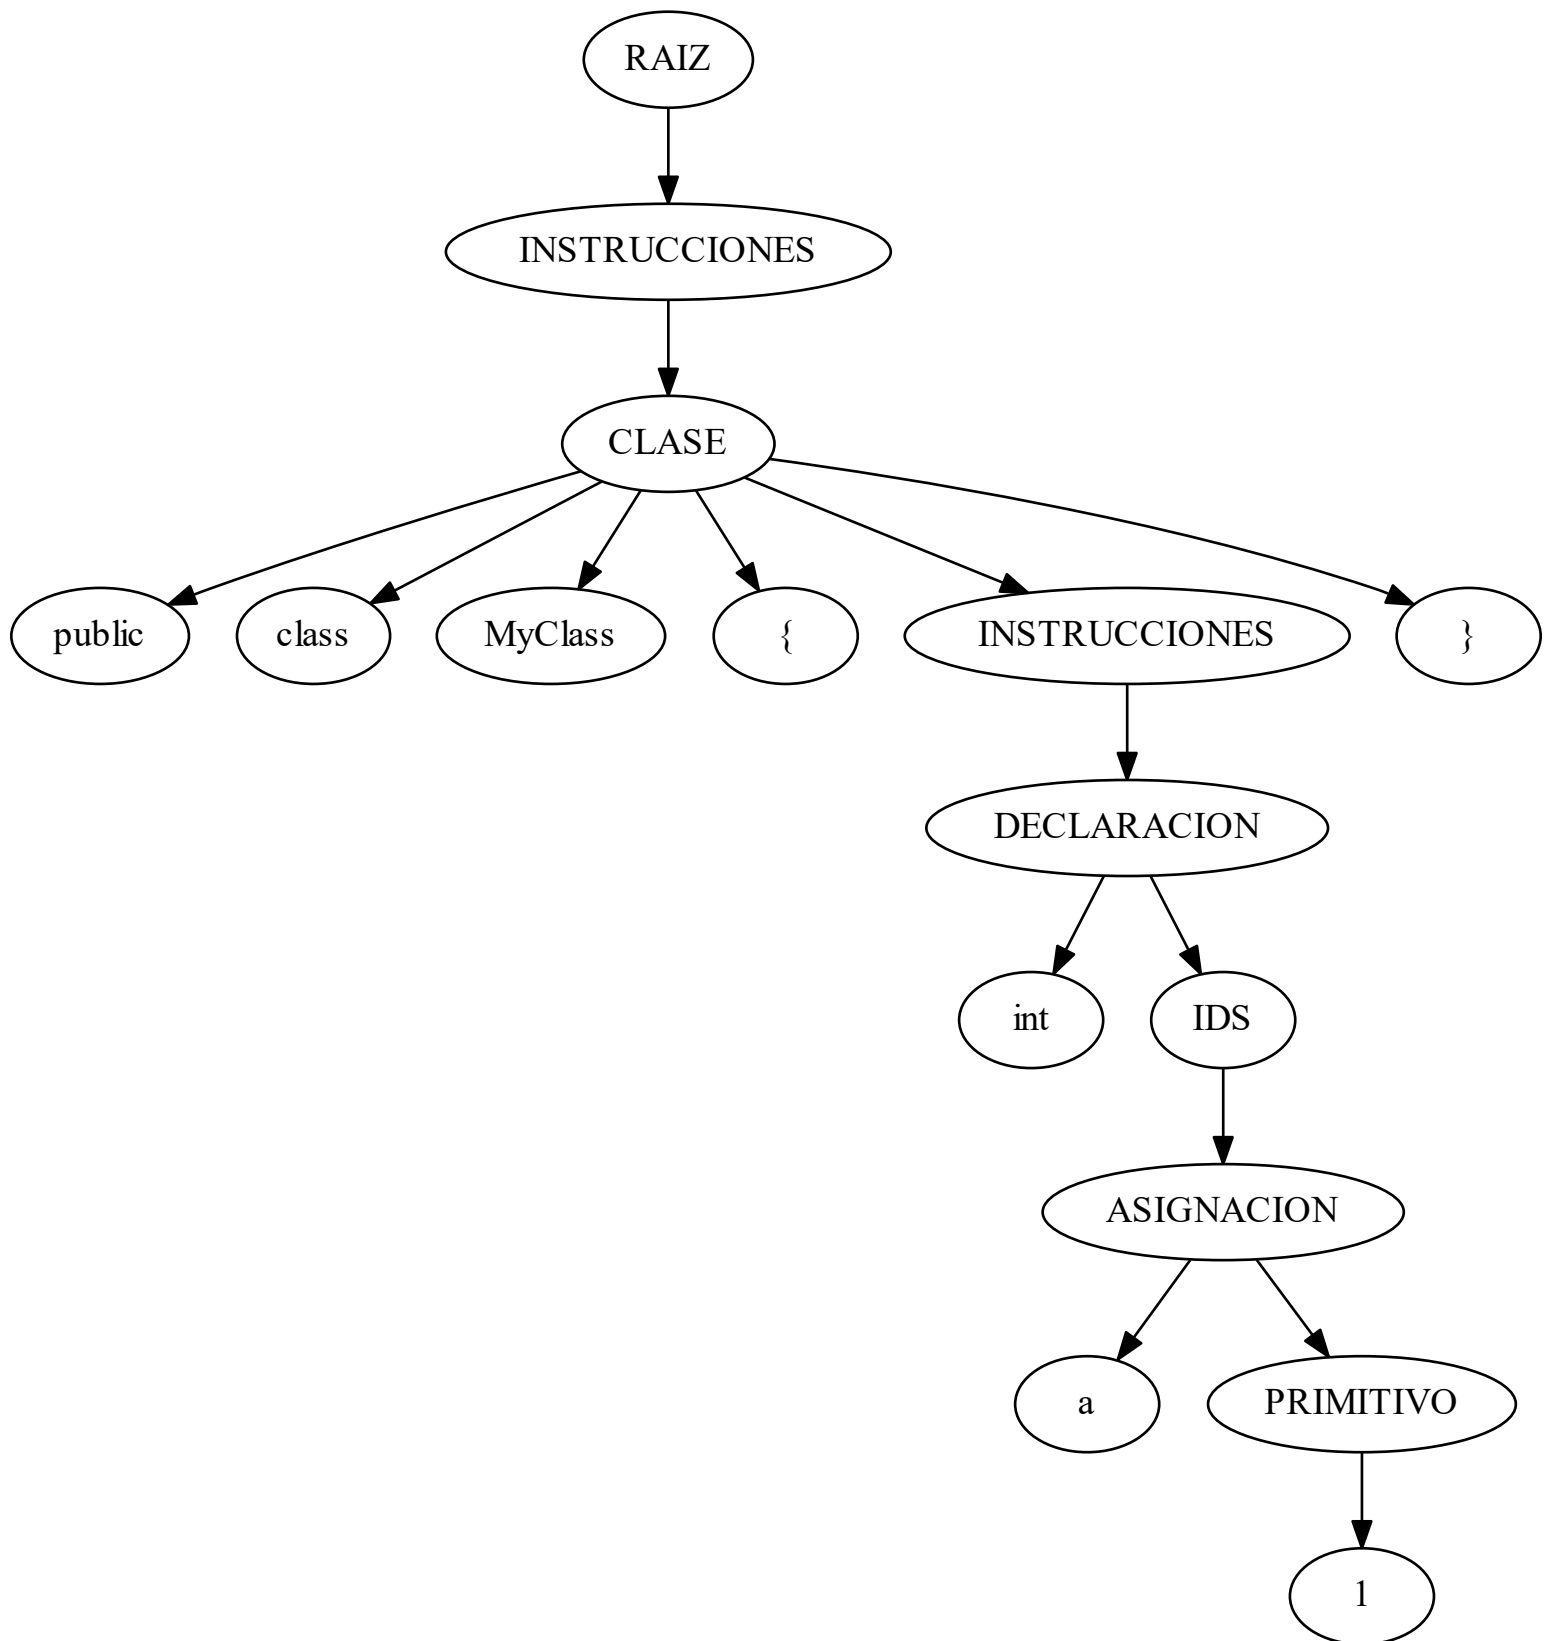 RAIZ
INSTRUCCIONES
CLASE
public class MyClass { INSTRUCCIONES }
DECLARACION
int IDS
ASIGNACION
a PRIMITIVO
1